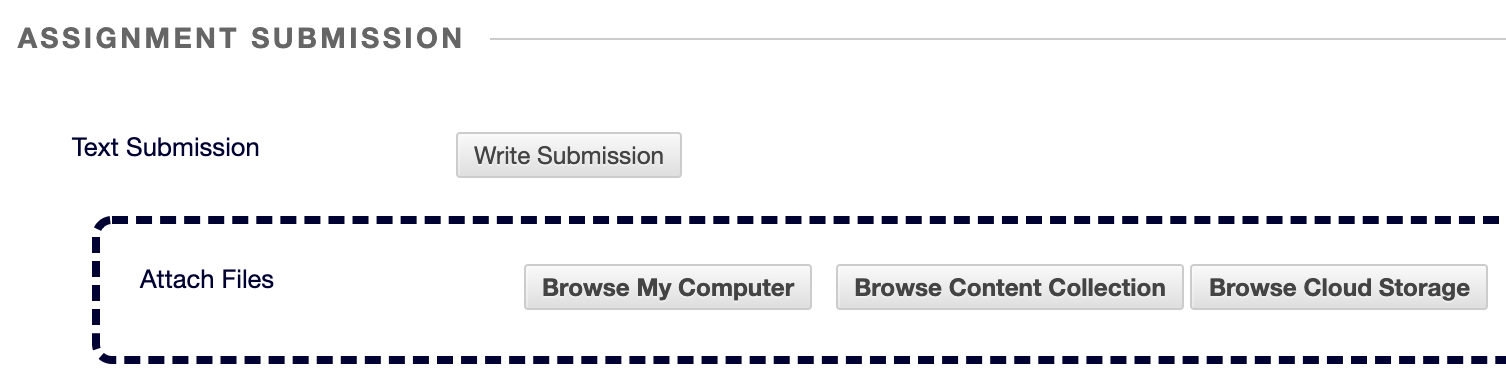 ASSIGNMENT SUBMISSION
Text Submission Write Submission
Attach Files Browse My Computer Browse Content Collection Browse Cloud Storage